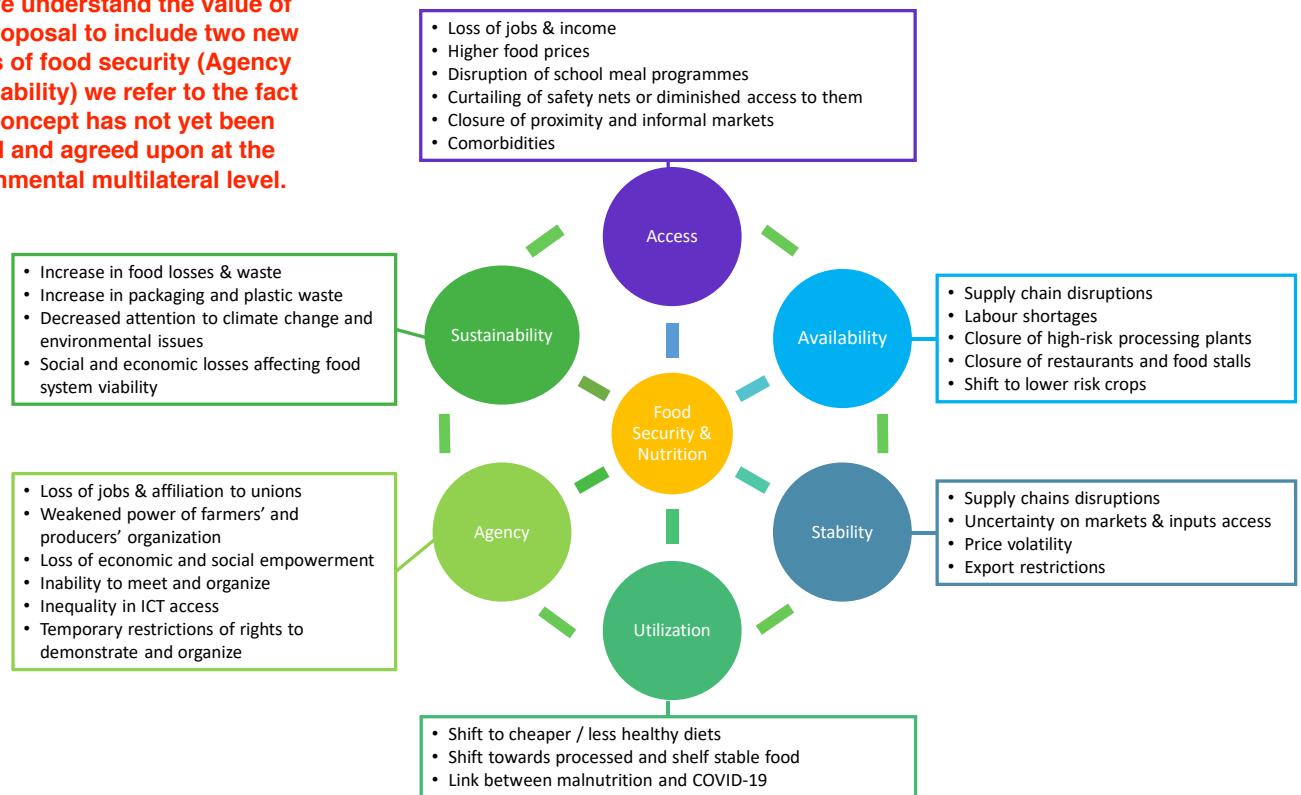 understand the value of
to include two new
of food security (Agency
we refer to the fact
has not yet been
and agreed upon at the
multilateral level.
• Loss of jobs & income
• Higher food prices
• Disruption of school meal programmes
• Curtailing of safety nets or diminished access to them
• Closure of proximity and informal markets
• Comorbidities
Access
• Increase in food losses & waste
• Increase in packaging and plastic waste
• Decreased attention to climate change and
environmental issues
• Social and economic losses affecting food
system viability
Sustainability
Availability
• Supply chain disruptions
• Labour shortages
• Closure of high-risk processing plants
• Closure of restaurants and food stalls
• Shift to lower risk crops
Food
Security &
Nutrition
• Loss of jobs & affiliation to unions
• Weakened power of farmers’ and
producers’ organization
• Loss of economic and social empowerment
• Inability to meet and organize
• Inequality in ICT access
• Temporary restrictions of rights to
demonstrate and organize
Agency
Stability
• Supply chains disruptions
• Uncertainty on markets & inputs access
• Price volatility
• Export restrictions
Utilization
• Shift to cheaper / less healthy diets
• Shift towards processed and shelf stable food
• Link between malnutrition and COVID-19